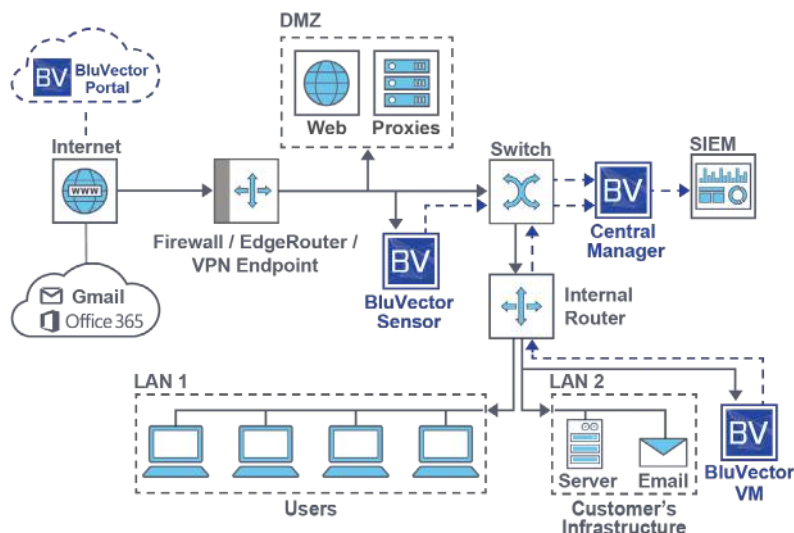 DMZ
BV
BluVector
Portal
Web
Proxies
Internet
www
Switch
SIEM
BV
Central
Manager
Firewall / EdgeRouter /
VPN Endpoint
BV
BluVector
Sensor
Gmail
Office 365
Internal
Router
LAN 1
LAN 2
Server
Email
BV
BluVector
VM
Users
Customer's
Infrastructure